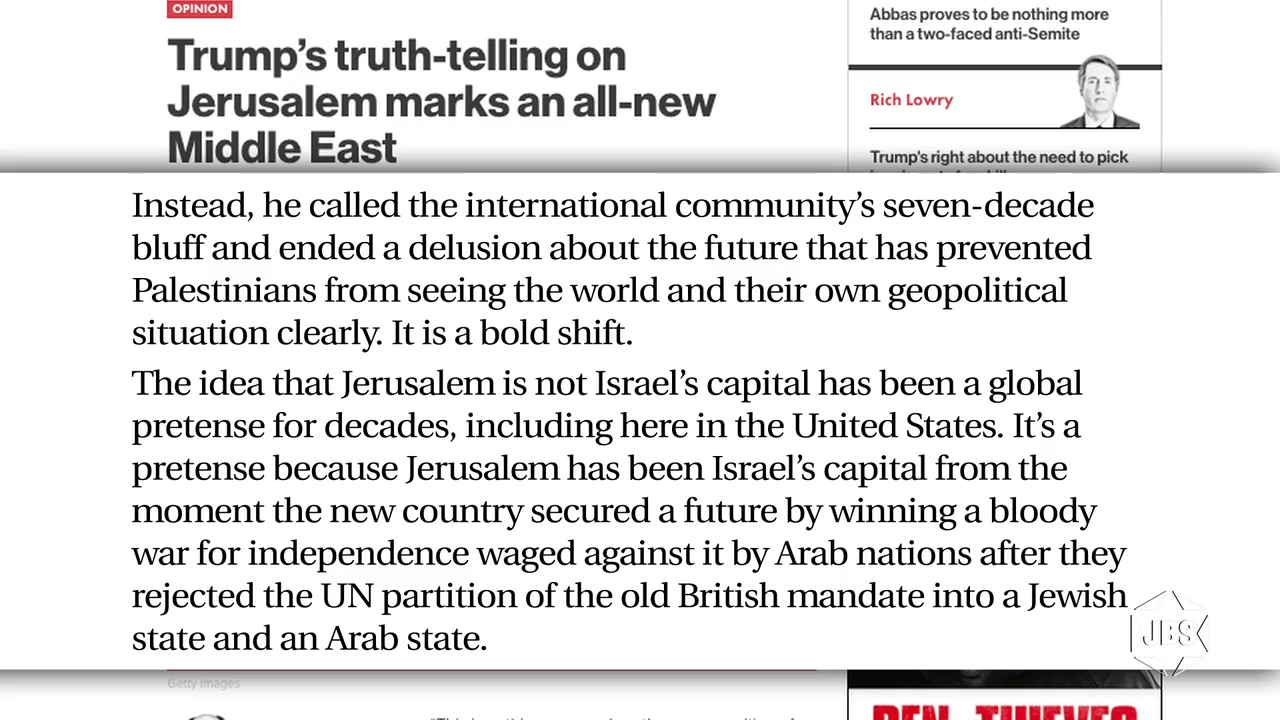 OPINION
Trump's truth-telling on
Jerusalem marks an all-new
Middle East
Abbas proves to be nothing more
than a two-faced anti-Semite
Rich Lowry
Trump's right about the need to pick
Instead, he called the international community's seven-decade
bluff and ended a delusion about the future that has prevented
Palestinians from seeing the world and their own geopolitical
situation clearly. It is a bold shift.
The idea that Jerusalem is not Israel's capital has been a global
pretense for decades, including here in the United States. It's a
pretense because Jerusalem has been Israel's capital from the
moment the new country secured a future by winning a bloody
war for independence waged against it by Arab nations after they
rejected the UN partition of the old British mandate into a Jewish
state and an Arab state.
JBS
Getty Images